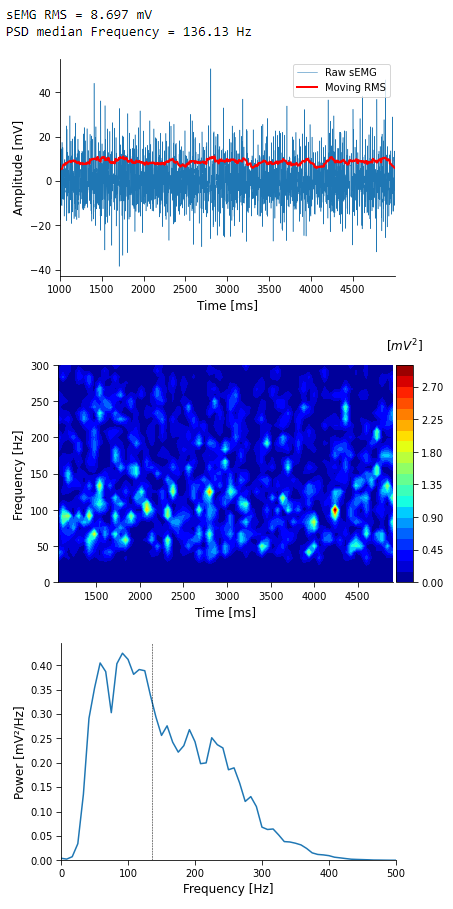 sEMG RMS = 8.697 mV
PSD median Frequency = 136.13 Hz
Raw sEMG
Moving RMS
40
20
0
−20
−40
Amplitude [mV]
1000 1500 2000 2500 3000 3500 4000 4500
Time [ms]
[mV²]
300
250
200
150
100
50
0
Frequency [Hz]
1500 2000 2500 3000 3500 4000 4500
Time [ms]
2.70
2.25
1.80
1.35
0.90
0.45
0.00
0.40
0.35
0.30
0.25
0.20
0.15
0.10
0.05
0.00
Power [mV²/Hz]
0 100 200 300 400 500
Frequency [Hz]